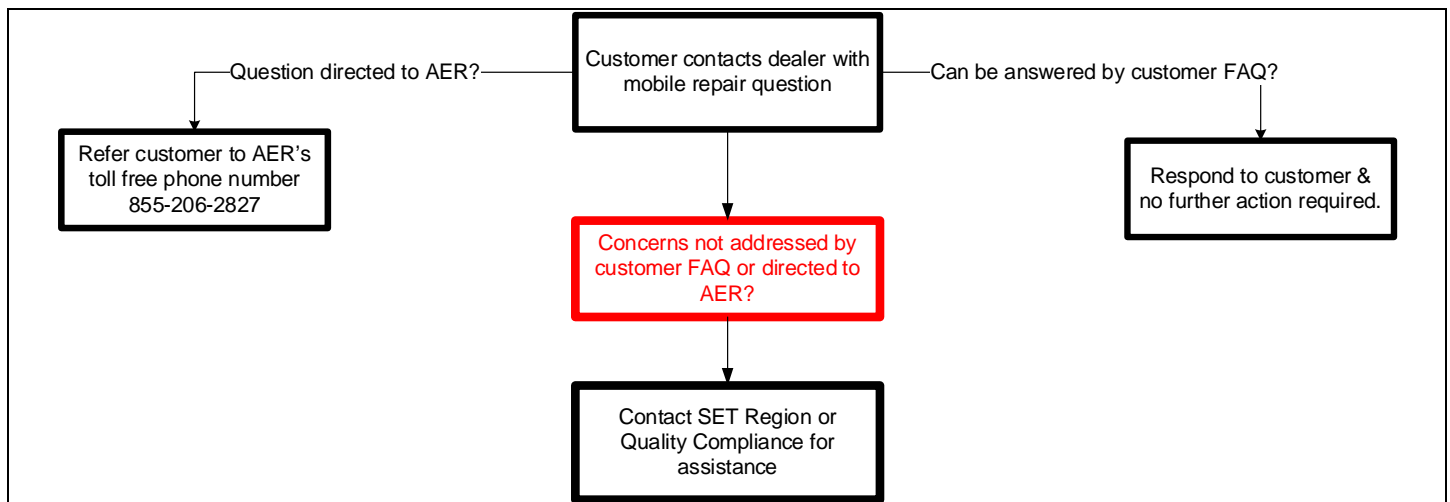 Customer contacts dealer with
mobile repair question
Question directed to AER?
Can be answered by customer FAQ?
Refer customer to AER’s
toll free phone number
855-206-2827
Respond to customer &
no further action required.
Concerns not addressed by
customer FAQ or directed to
AER?
Contact SET Region or
Quality Compliance for
assistance